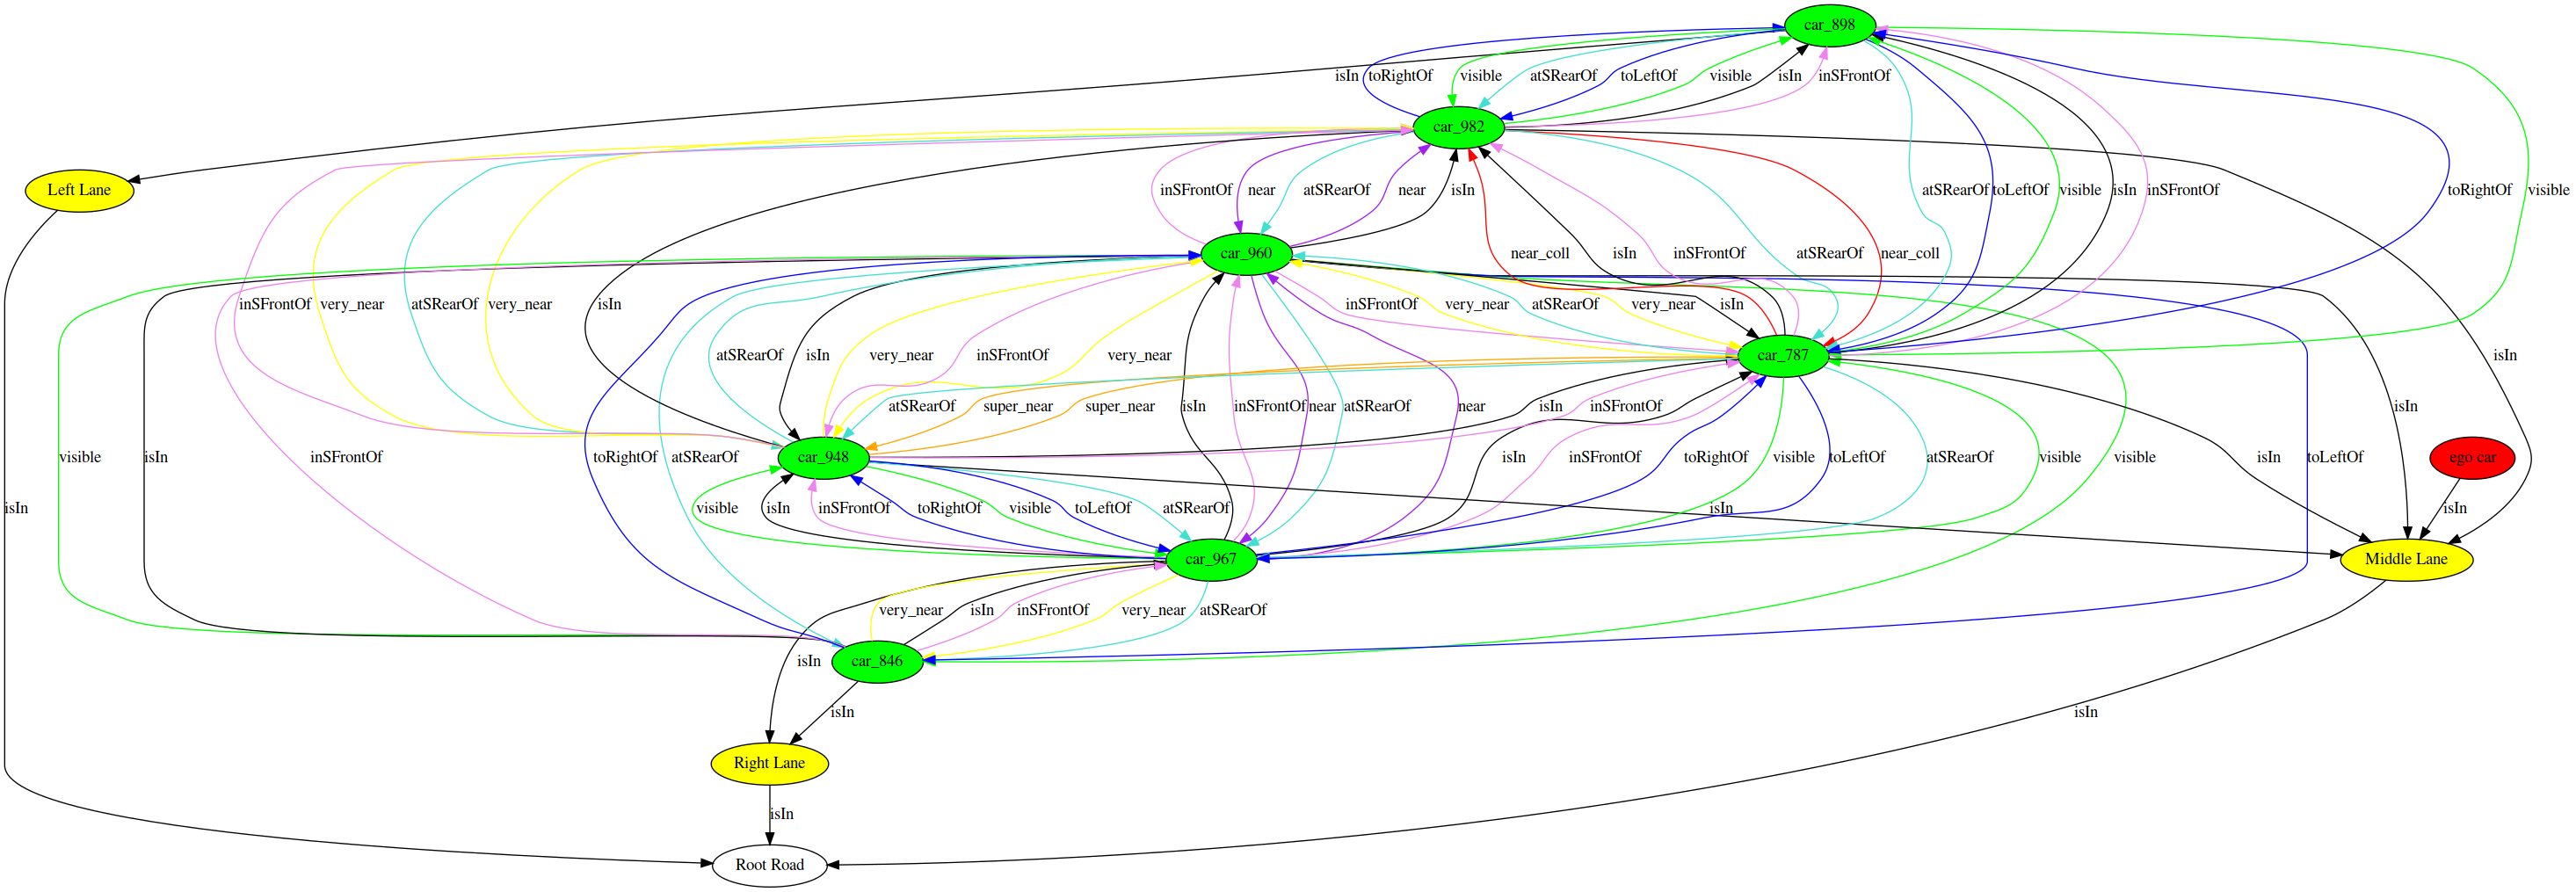 car_898
isIn toRightOf visible atSRearOf toLeftOf visible isIn inSFrontOf
car_982
Left Lane inSFrontOf near atSRearOf near isIn atSRearOf toLeftOf visible isIn inSFrontOf toRightOf visible
car_960 near_coll isIn inSFrontOf atSRearOf near_coll
inSFrontOf very_near atSRearOf very_near isIn inSFrontOf very_near atSRearOf very_near isIn
atSRearOf isIn very_near inSFrontOf very_near car_787 isIn
atSRearOf super_near super_near isIn inSFrontOf near atSRearOf near isIn inSFrontOf isIn
visible isIn inSFrontOf toRightOf atSRearOf car_948 isIn inSFrontOf toRightOf visible toLeftOf atSRearOf visible visible isIn toLeftOf ego car
isIn visible isIn inSFrontOf toRightOf visible toLeftOf atSRearOf isIn isIn
car_967 Middle Lane
very_near isIn inSFrontOf very_near atSRearOf
isIn car_846
isIn isIn
Right Lane
isIn
Root Road